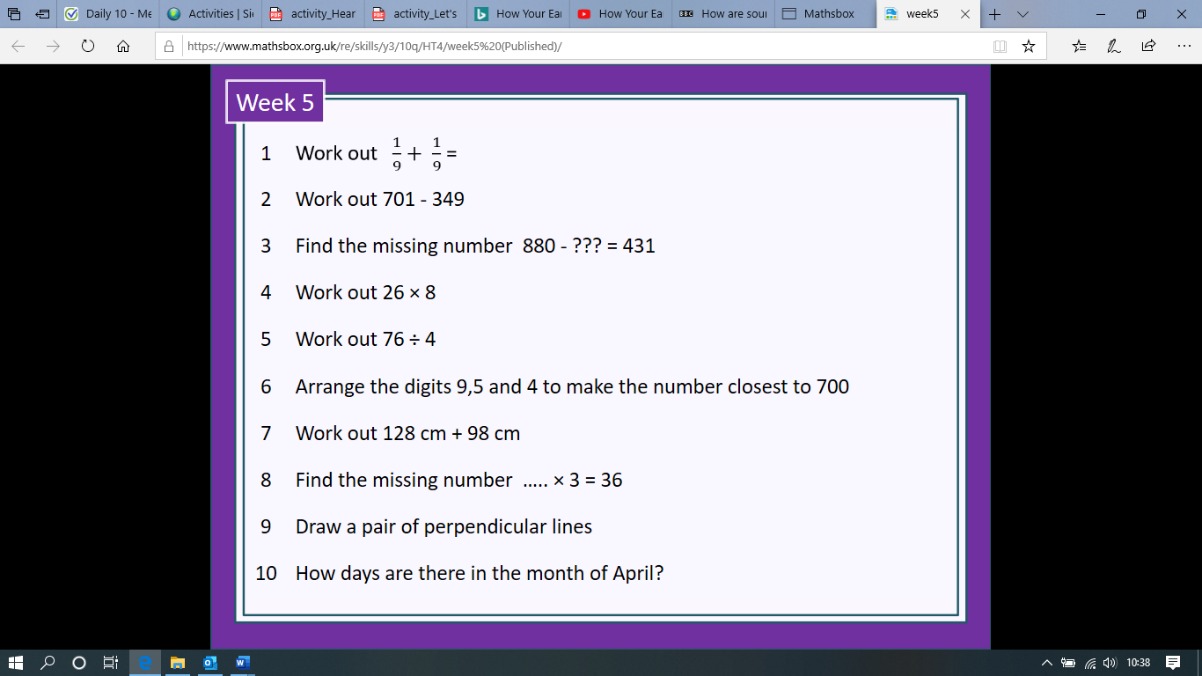 Daily 10 - Me
Activities | Si
activity_Hear
activity_Let's
How Your Ear
How Your Ea
How are sour
Mathsbox
week5
https://www.mathsbox.org.uk/re/skills/y3/10q/HT4/week5%20(Published)/
Week 5
1 Work out 1/9 + 1/9 =
2 Work out 701 - 349
3 Find the missing number 880 - ??? = 431
4 Work out 26 × 8
5 Work out 76 ÷ 4
6 Arrange the digits 9,5 and 4 to make the number closest to 700
7 Work out 128 cm + 98 cm
8 Find the missing number ..... × 3 = 36
9 Draw a pair of perpendicular lines
10 How days are there in the month of April?
10:38